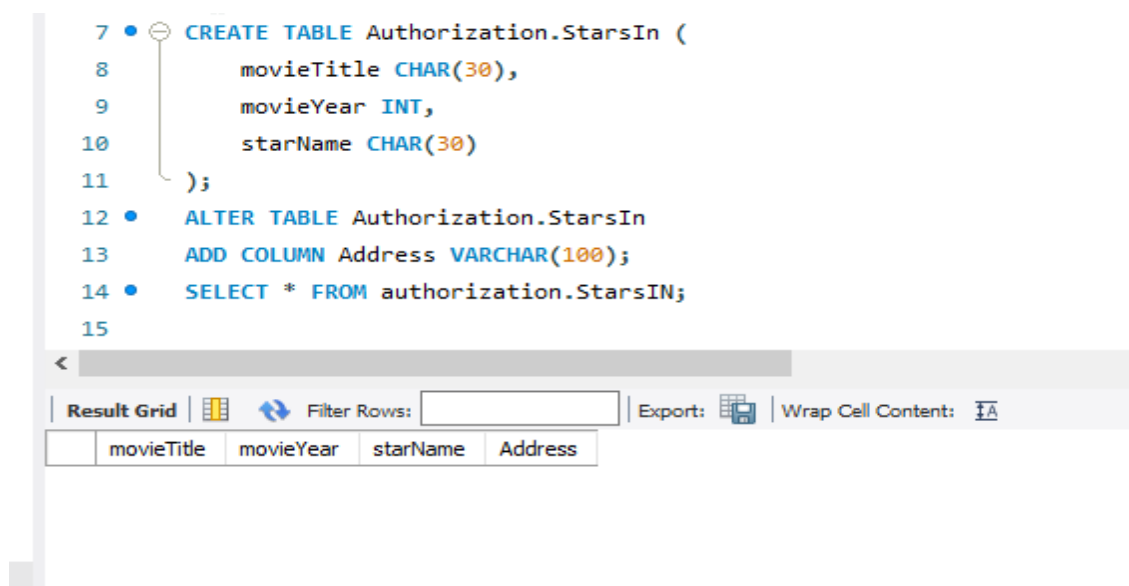 7 CREATE TABLE Authorization.StarsIn (
8 movieTitle CHAR(30),
9 movieYear INT,
10 starName CHAR(30)
11 );
12 ALTER TABLE Authorization.StarsIn
13 ADD COLUMN Address VARCHAR(100);
14 SELECT * FROM authorization.StarsIN;
15
Result Grid Filter Rows: Export: Wrap Cell Content: IA
movieTitle movieYear starName Address